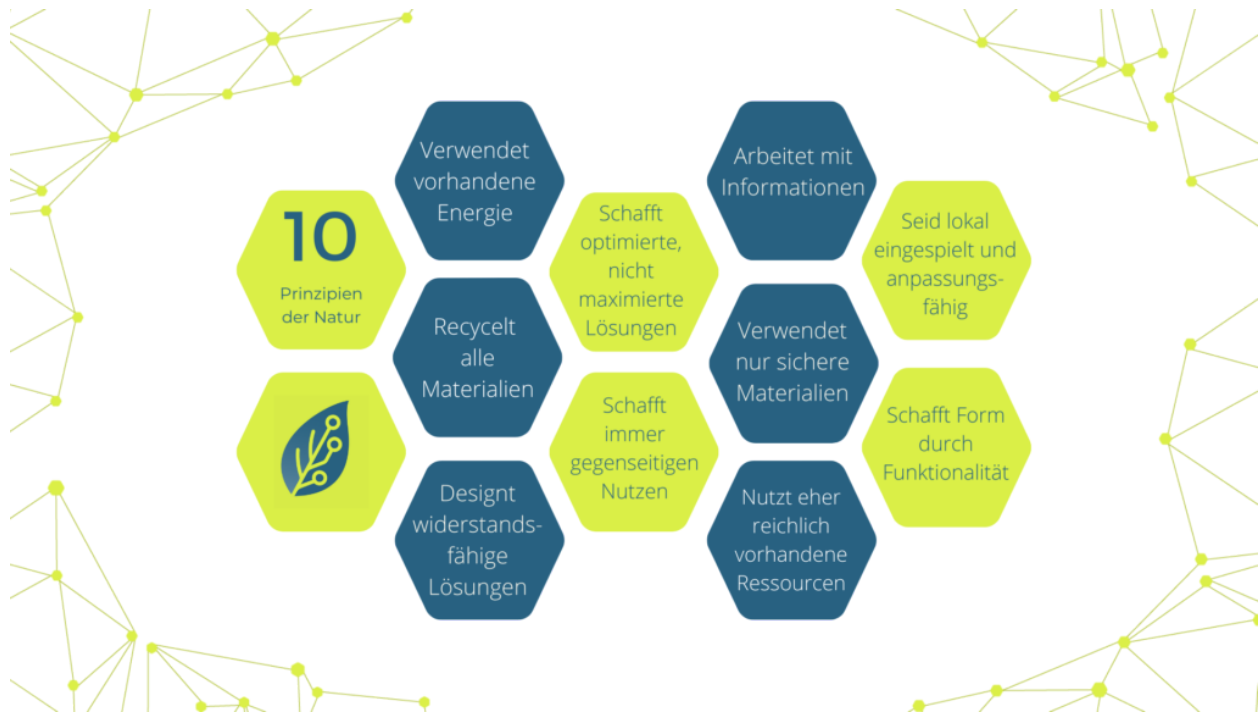 10
Prinzipien
der Natur
Verwendet
vorhandene
Energie
Recycelt
alle
Materialien
Designt
widerstands-
fähige
Lösungen
Schafft
optimierte,
nicht
maximierte
Lösungen
Schafft
immer
gegenseitigen
Nutzen
Arbeitet mit
Informationen
Verwendet
nur sichere
Materialien
Nutzt eher
reichlich
vorhandene
Ressourcen
Seid lokal
eingespielt und
anpassungs-
fähig
Schafft Form
durch
Funktionalität